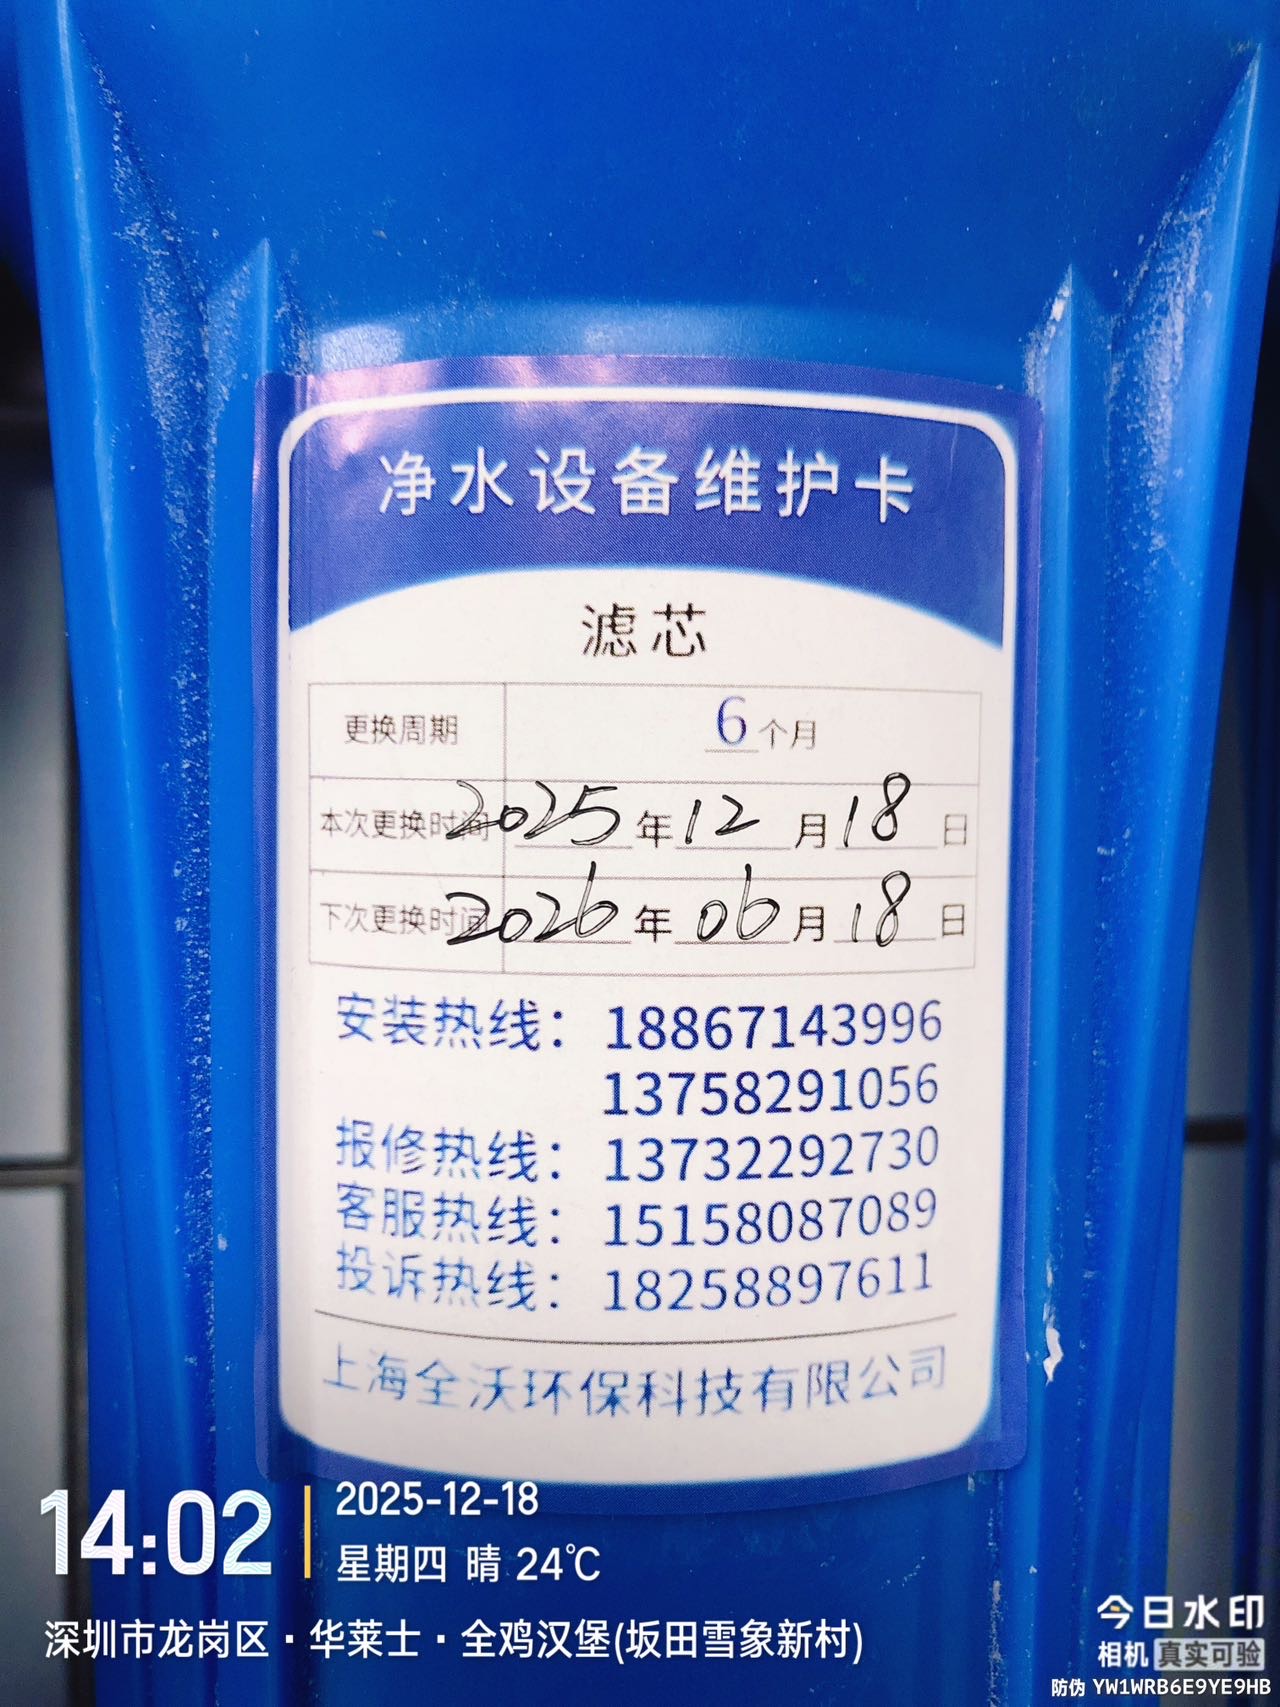 净水设备维护卡
滤芯
更换周期 6个月
本次更换时间 2025年12月18日
下次更换时间 2026年06月18日
安装热线：18867143996
13758291056
报修热线：13732292730
客服热线：15158087089
投诉热线：18258897611
上海全沃环保科技有限公司
14:02
2025-12-18
星期四 晴 24℃
深圳市龙岗区·华莱士·全鸡汉堡(坂田雪象新村)
今日水印
相机 真实可验
防伪 YW1WRB6E9YE9HB